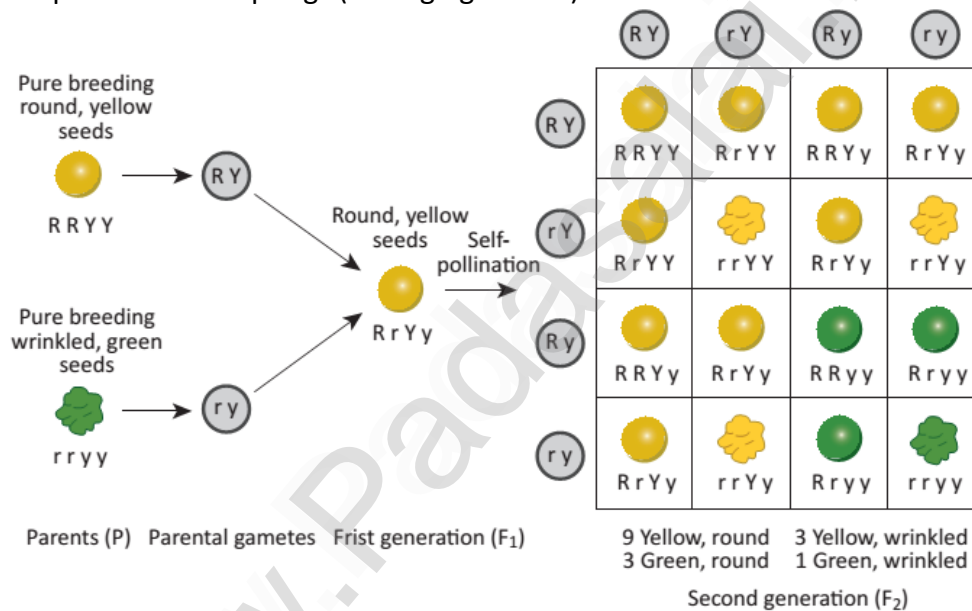 R Y r Y R y r y
Pure breeding
round, yellow
seeds
R Y
R R Y Y
Pure breeding
wrinkled, green
seeds
r y
r r y y
Round, yellow
seeds
R r Y y
Self-
pollination
R Y
R R Y Y R r Y Y R R Y y R r Y y
r Y
R r Y Y r r Y Y R r Y y r r Y y
R y
R R Y y R r Y y R R y y R r y y
r y
R r Y y r r Y y R r y y r r y y
Parents (P) Parental gametes Frist generation (F₁)
9 Yellow, round 3 Yellow, wrinkled
3 Green, round 1 Green, wrinkled
Second generation (F₂)